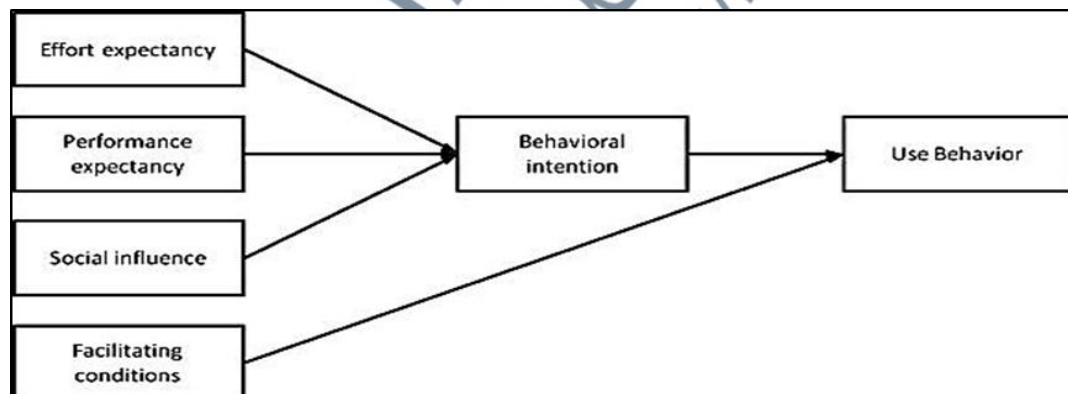 Effort expectancy
Performance
expectancy
Behavioral
intention
Use Behavior
Social influence
Facilitating
conditions